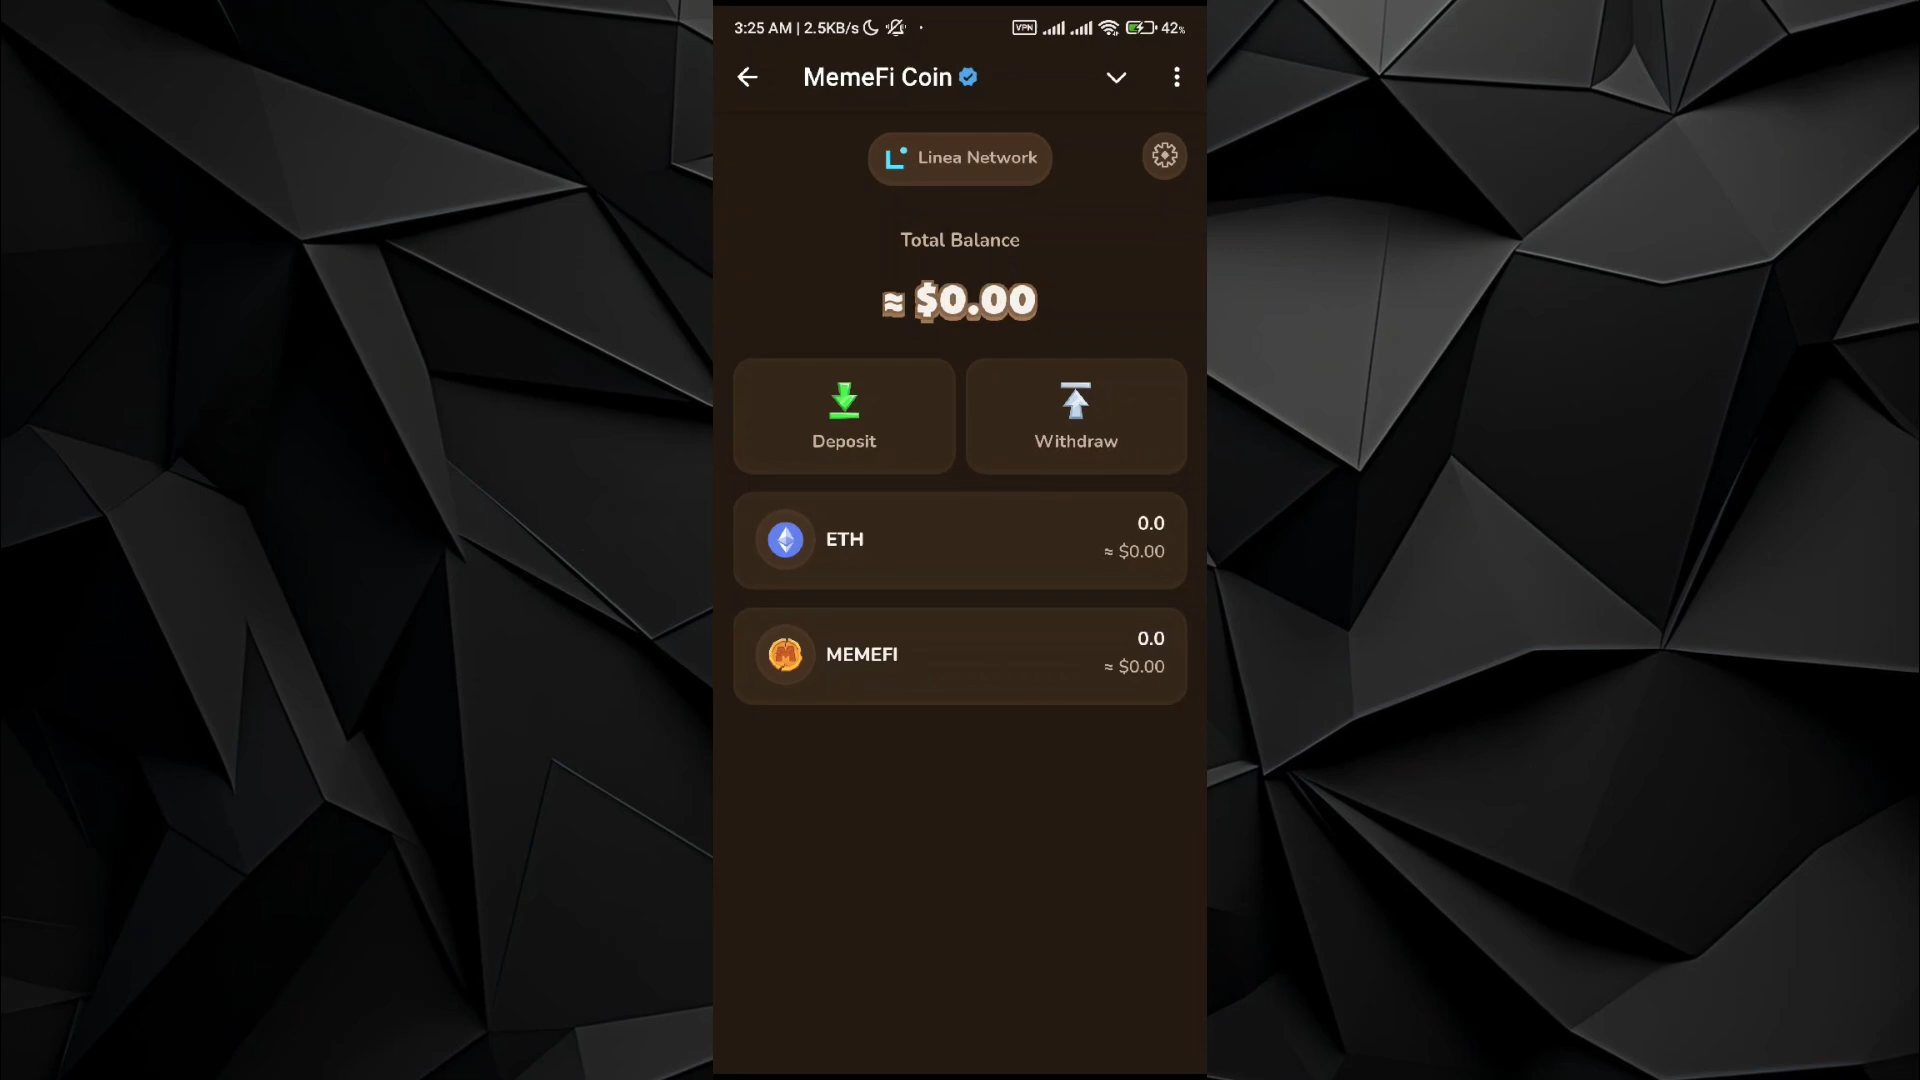 3:25 AM | 2.5KB/s VPN 42%
MemeFi Coin
Linea Network
Total Balance
≈ $0.00
Deposit Withdraw
ETH 0.0
≈ $0.00
MEMEFI 0.0
≈ $0.00